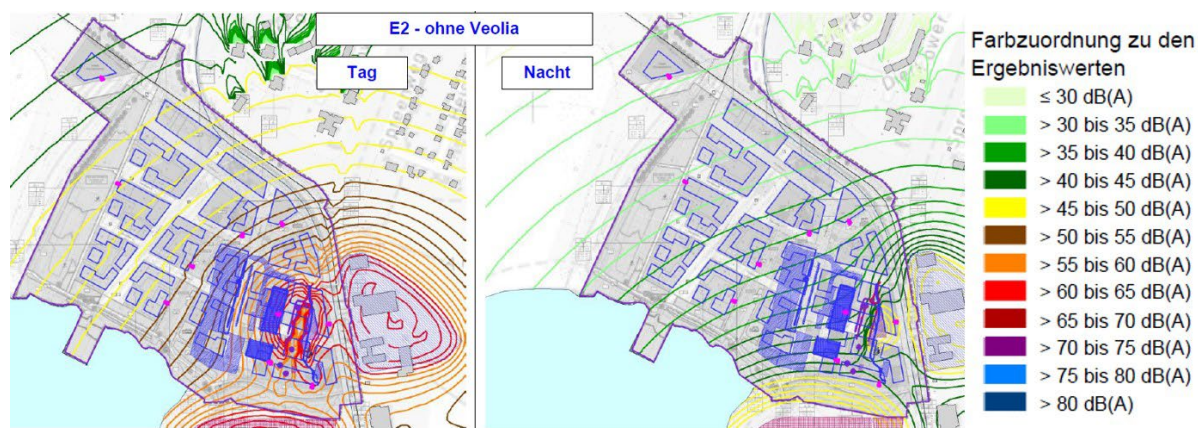 E2 - ohne Veolia
Tag
Nacht
Farbzuordnung zu den
Ergebniswerten
≤ 30 dB(A)
> 30 bis 35 dB(A)
> 35 bis 40 dB(A)
> 40 bis 45 dB(A)
> 45 bis 50 dB(A)
> 50 bis 55 dB(A)
> 55 bis 60 dB(A)
> 60 bis 65 dB(A)
> 65 bis 70 dB(A)
> 70 bis 75 dB(A)
> 75 bis 80 dB(A)
> 80 dB(A)